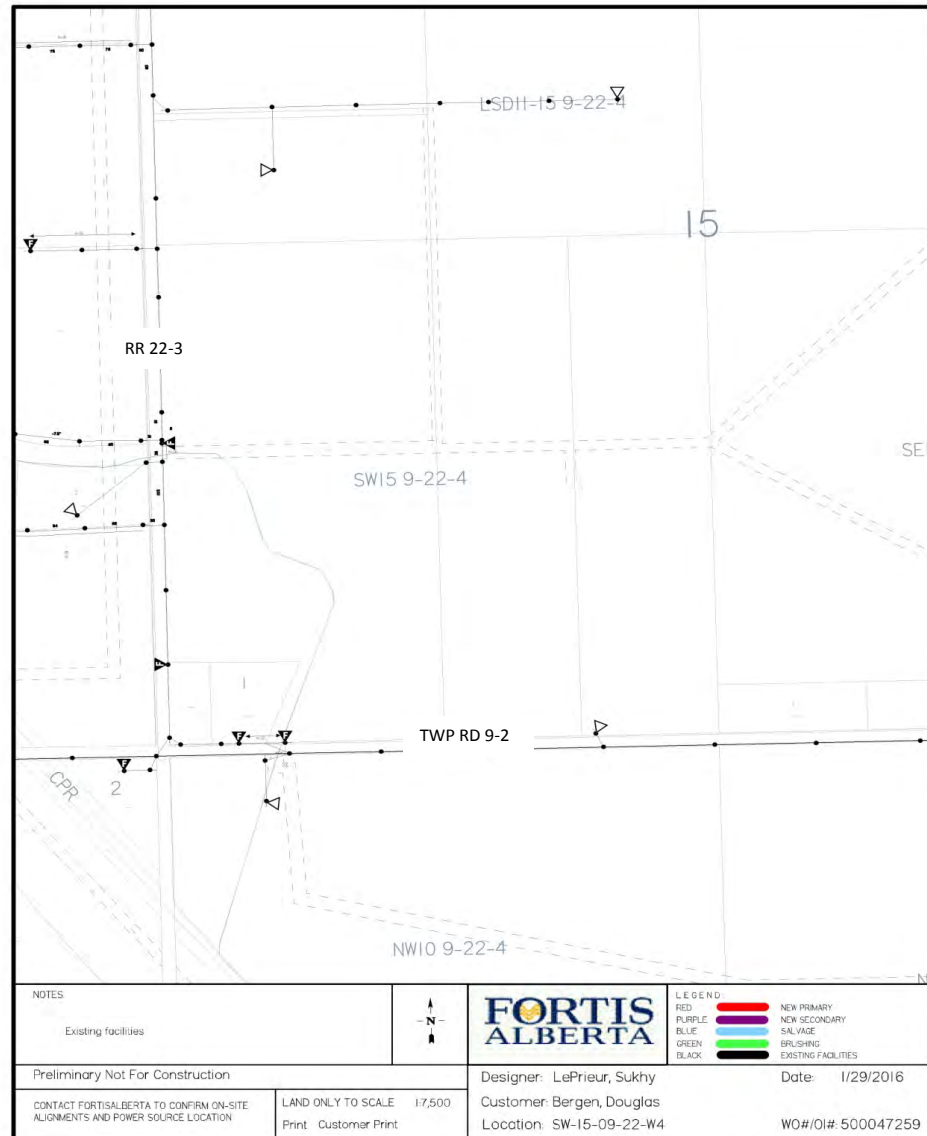 LSD11-15 9-22-4
15
RR 22-3
SW15 9-22-4
SE
1
TWP RD 9-2
CPR
2
NW10 9-22-4
N
NOTES
Existing facilities
N
FORTIS
ALBERTA
LEGEND:
RED NEW PRIMARY
PURPLE NEW SECONDARY
BLUE SALVAGE
GREEN BRUSHING
BLACK EXISTING FACILITIES
Preliminary Not For Construction
CONTACT FORTISALBERTA TO CONFIRM ON-SITE
ALIGNMENTS AND POWER SOURCE LOCATION
LAND ONLY TO SCALE 1:7,500
Print Customer Print
Designer: LePrieur, Sukhy
Date: 1/29/2016
Customer: Bergen, Douglas
Location: SW-15-09-22-W4
WO#/OI#: 500047259